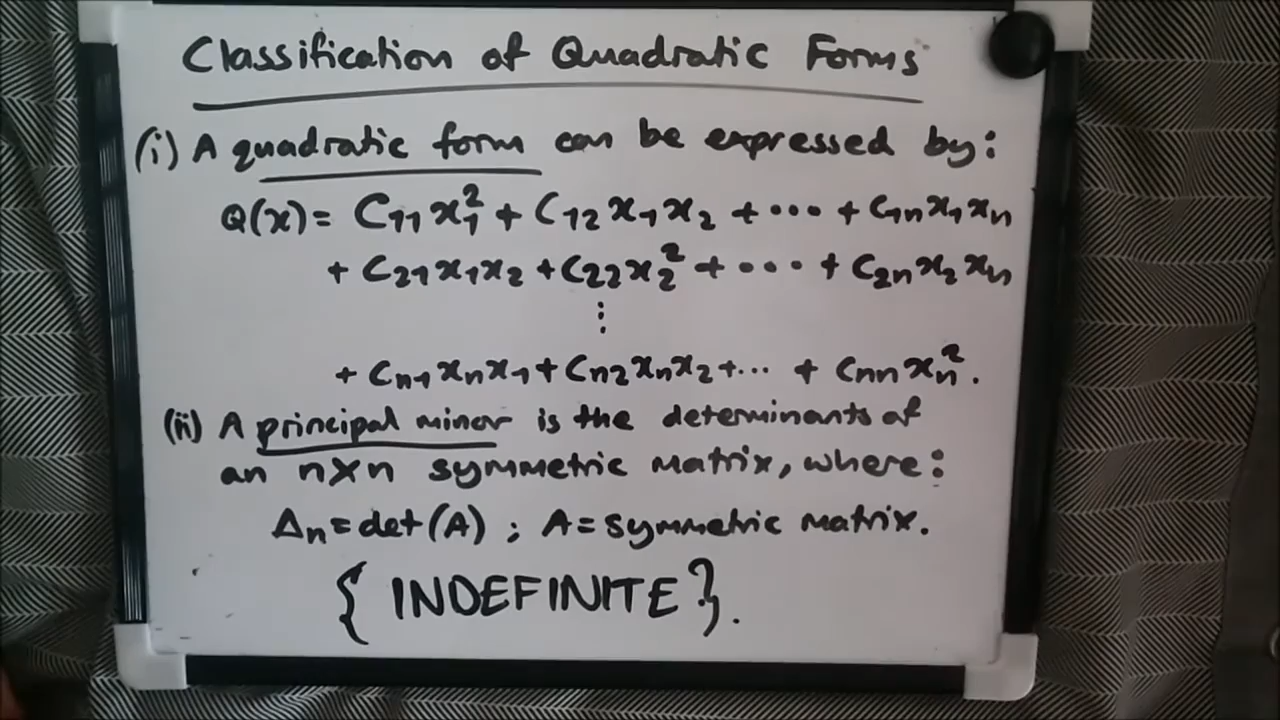 Classification of Quadratic Forms
(i) A quadratic form can be expressed by:
Q(x) = C₁₁x₁² + C₁₂x₁x₂ + ··· + C₁ₙx₁xₙ
+ C₂₁x₁x₂ + C₂₂x₂² + ···· + C₂ₙx₂xₙ
⋮
+ Cₙ₁xₙx₁ + Cₙ₂xₙx₂ + ... + Cₙₙxₙ².
(ii) A principal minor is the determinants of
an n×n symmetric matrix, where:
Δₙ = det(A) ; A = symmetric matrix.
{ INDEFINITE }.